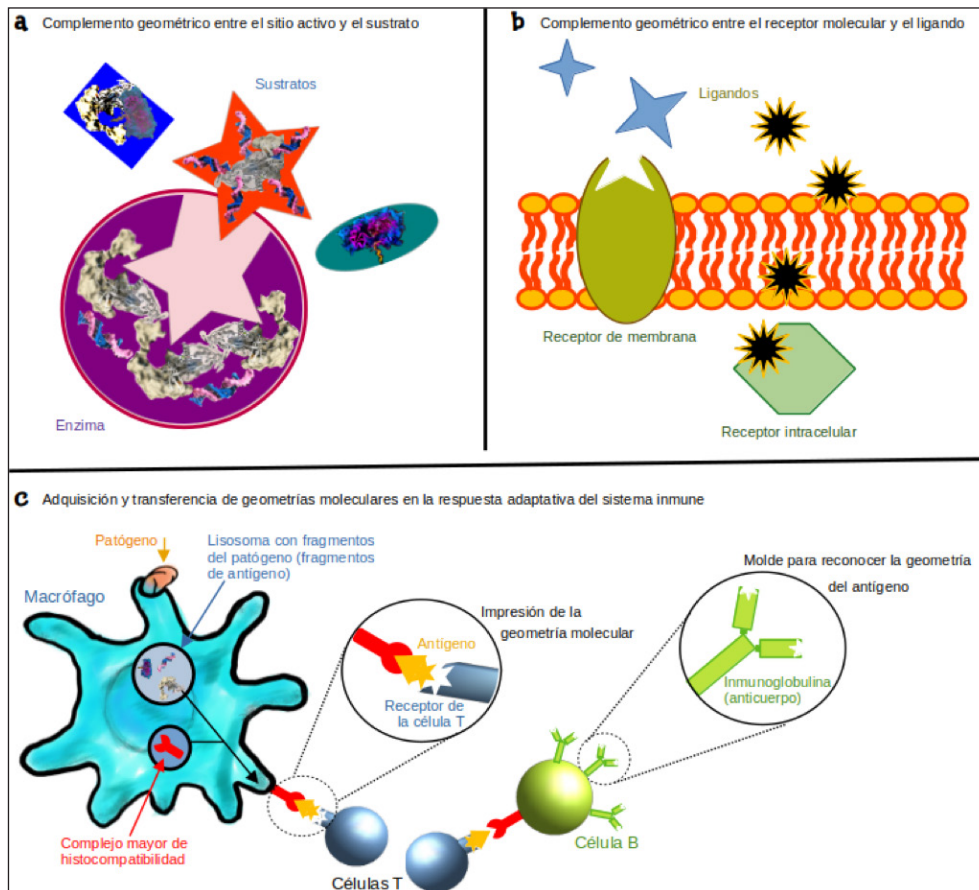 a Complemento geométrico entre el sitio activo y el sustrato
Sustratos
Enzima
b Complemento geométrico entre el receptor molecular y el ligando
Ligandos
Receptor de membrana
Receptor intracelular
c Adquisición y transferencia de geometrías moleculares en la respuesta adaptativa del sistema inmune
Patógeno
Lisosoma con fragmentos
del patógeno (fragmentos
de antígeno)
Macrófago
Complejo mayor de
histocompatibilidad
Impresión de la
geometría molecular
Antígeno
Receptor de
la célula T
Células T
Célula B
Molde para reconocer la geometría
del antígeno
Inmunoglobulina
(anticuerpo)